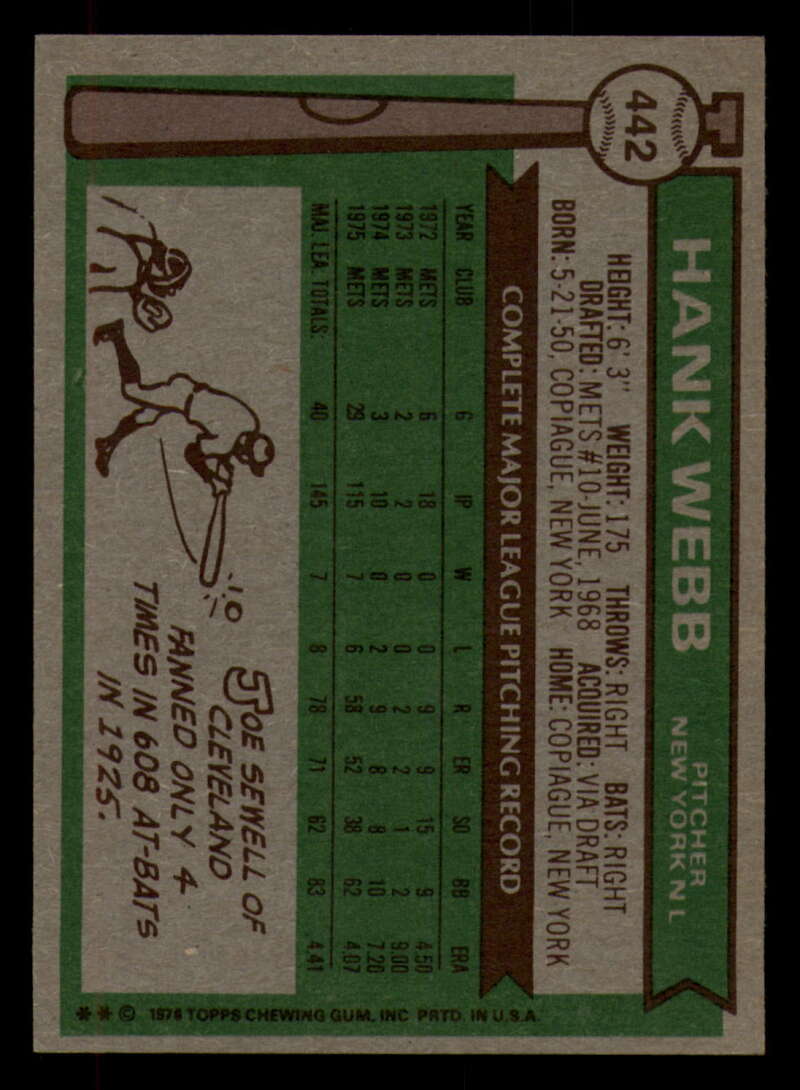 442
HANK WEBB
PITCHER
NEW YORK N L
HEIGHT: 6' 3" WEIGHT: 175 THROWS: RIGHT BATS: RIGHT
DRAFTED: METS #10-JUNE, 1968 ACQUIRED: VIA DRAFT
BORN: 5-21-50, COPIAGUE, NEW YORK HOME: COPIAGUE, NEW YORK
COMPLETE MAJOR LEAGUE PITCHING RECORD
YEAR CLUB G IP W L R ER SO BB ERA
1972 METS 6 18 0 0 9 9 15 9 4.50
1973 METS 2 2 0 0 2 2 1 2 9.00
1974 METS 3 10 0 2 9 8 8 10 7.20
1975 METS 29 115 7 6 58 52 38 62 4.07
MAJ. LEA. TOTALS: 40 145 7 8 78 71 62 83 4.41
JOE SEWELL OF
CLEVELAND
FANNED ONLY 4
TIMES IN 608 AT-BATS
IN 1925.
** © 1976 TOPPS CHEWING GUM, INC PRTD. IN U.S.A.